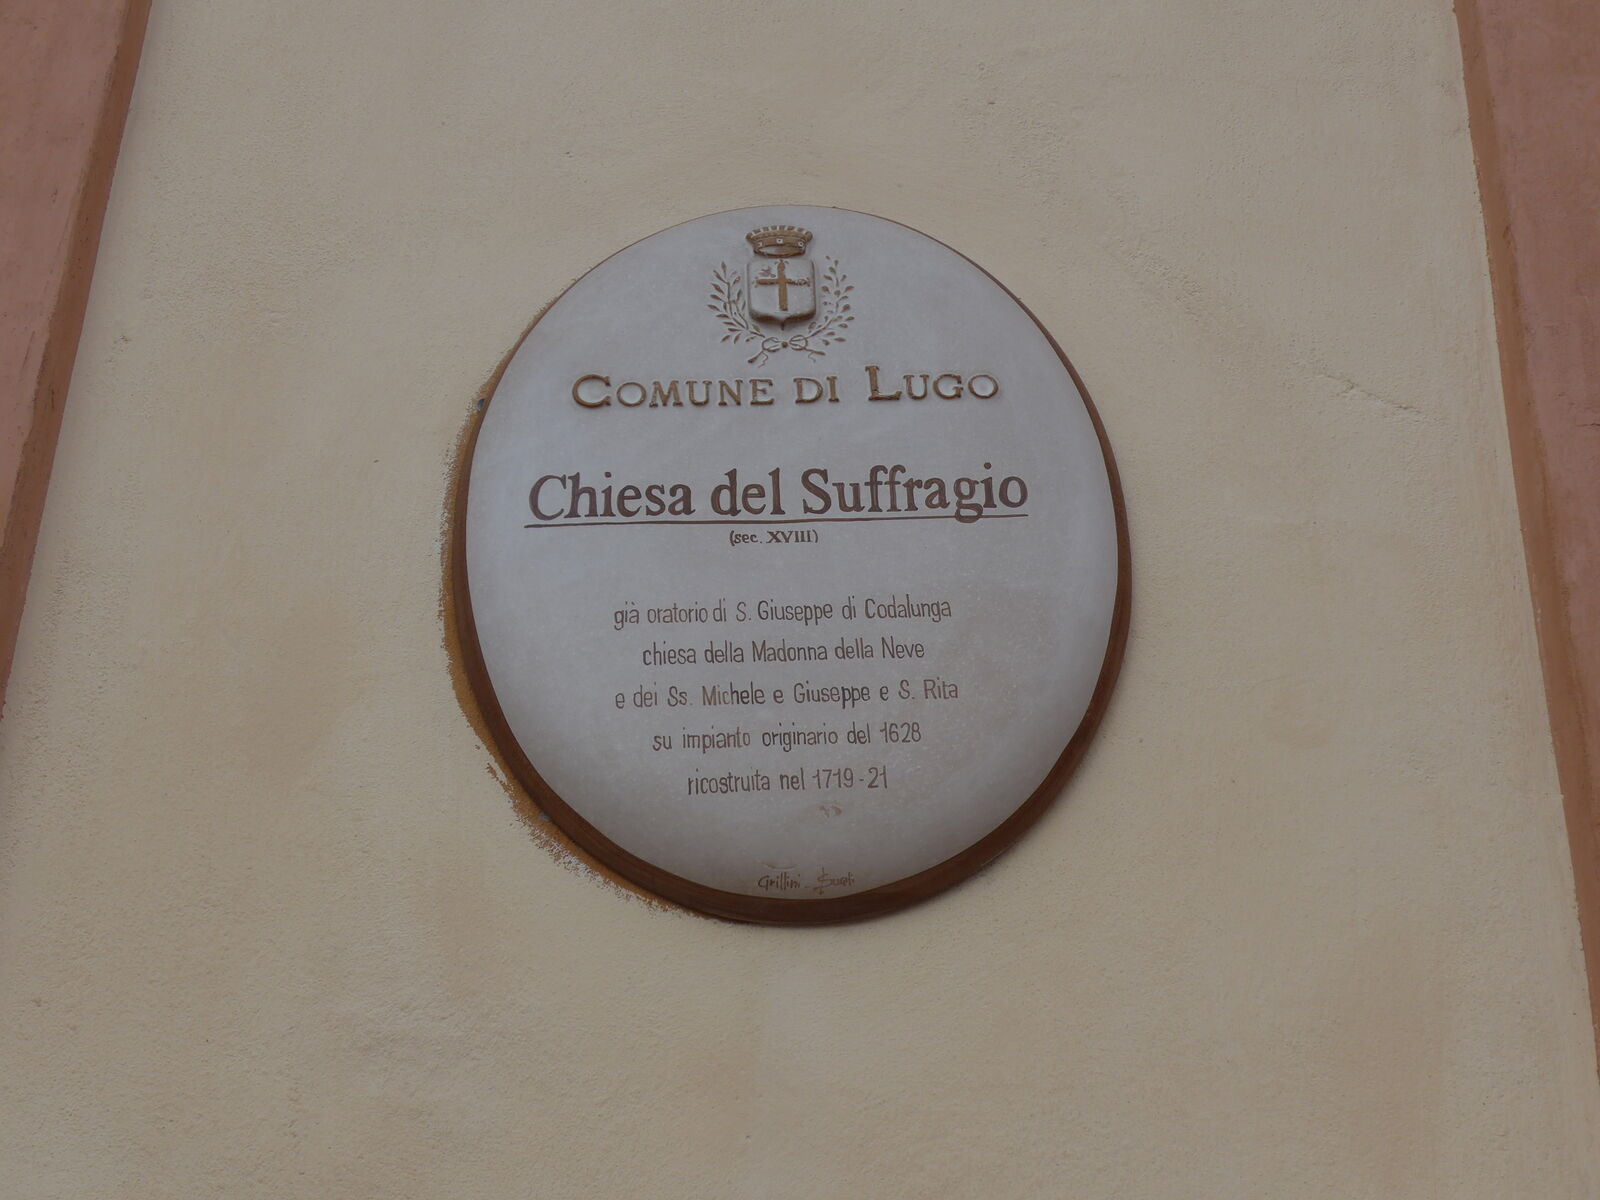 COMUNE DI LUGO
Chiesa del Suffragio
(sec. XVIII)
già oratorio di S. Giuseppe di Codalunga
chiesa della Madonna della Neve
e dei Ss. Michele e Giuseppe e S. Rita
su impianto originario del 1628
ricostruita nel 1719-21
Grillini -